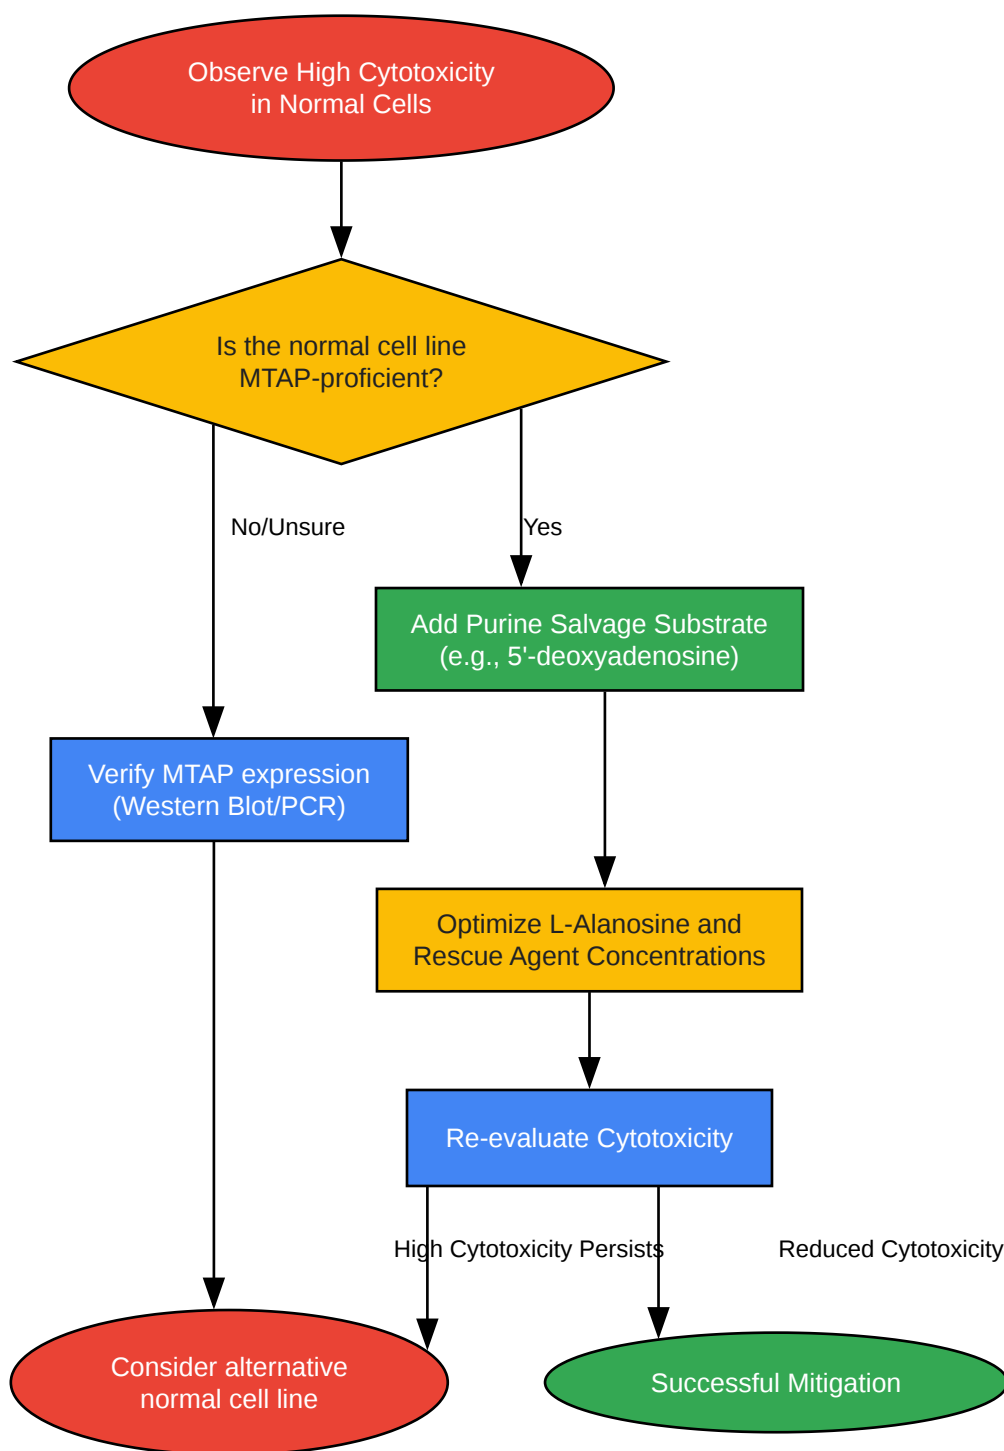 Observe High Cytotoxicity
in Normal Cells
Is the normal cell line
MTAP-proficient?
No/Unsure
Yes
Add Purine Salvage Substrate
(e.g., 5'-deoxyadenosine)
Verify MTAP expression
(Western Blot/PCR)
Optimize L-Alanosine and
Rescue Agent Concentrations
Re-evaluate Cytotoxicity
High Cytotoxicity Persists
Reduced Cytotoxicity
Consider alternative
normal cell line
Successful Mitigation